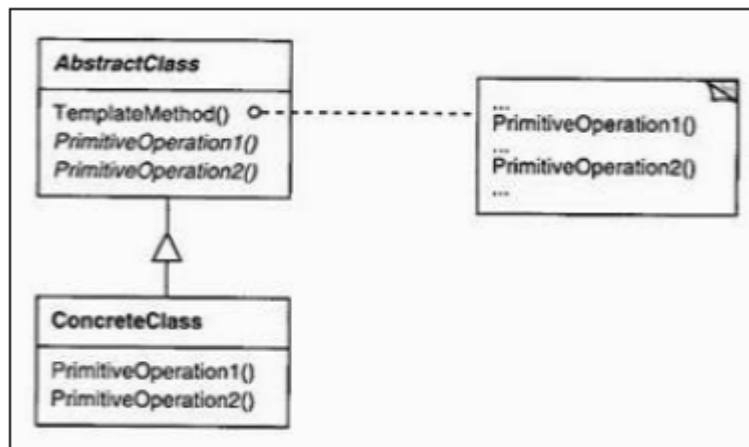 AbstractClass
TemplateMethod()
PrimitiveOperation1()
PrimitiveOperation2()
...
PrimitiveOperation1()
...
PrimitiveOperation2()
...
ConcreteClass
PrimitiveOperation1()
PrimitiveOperation2()